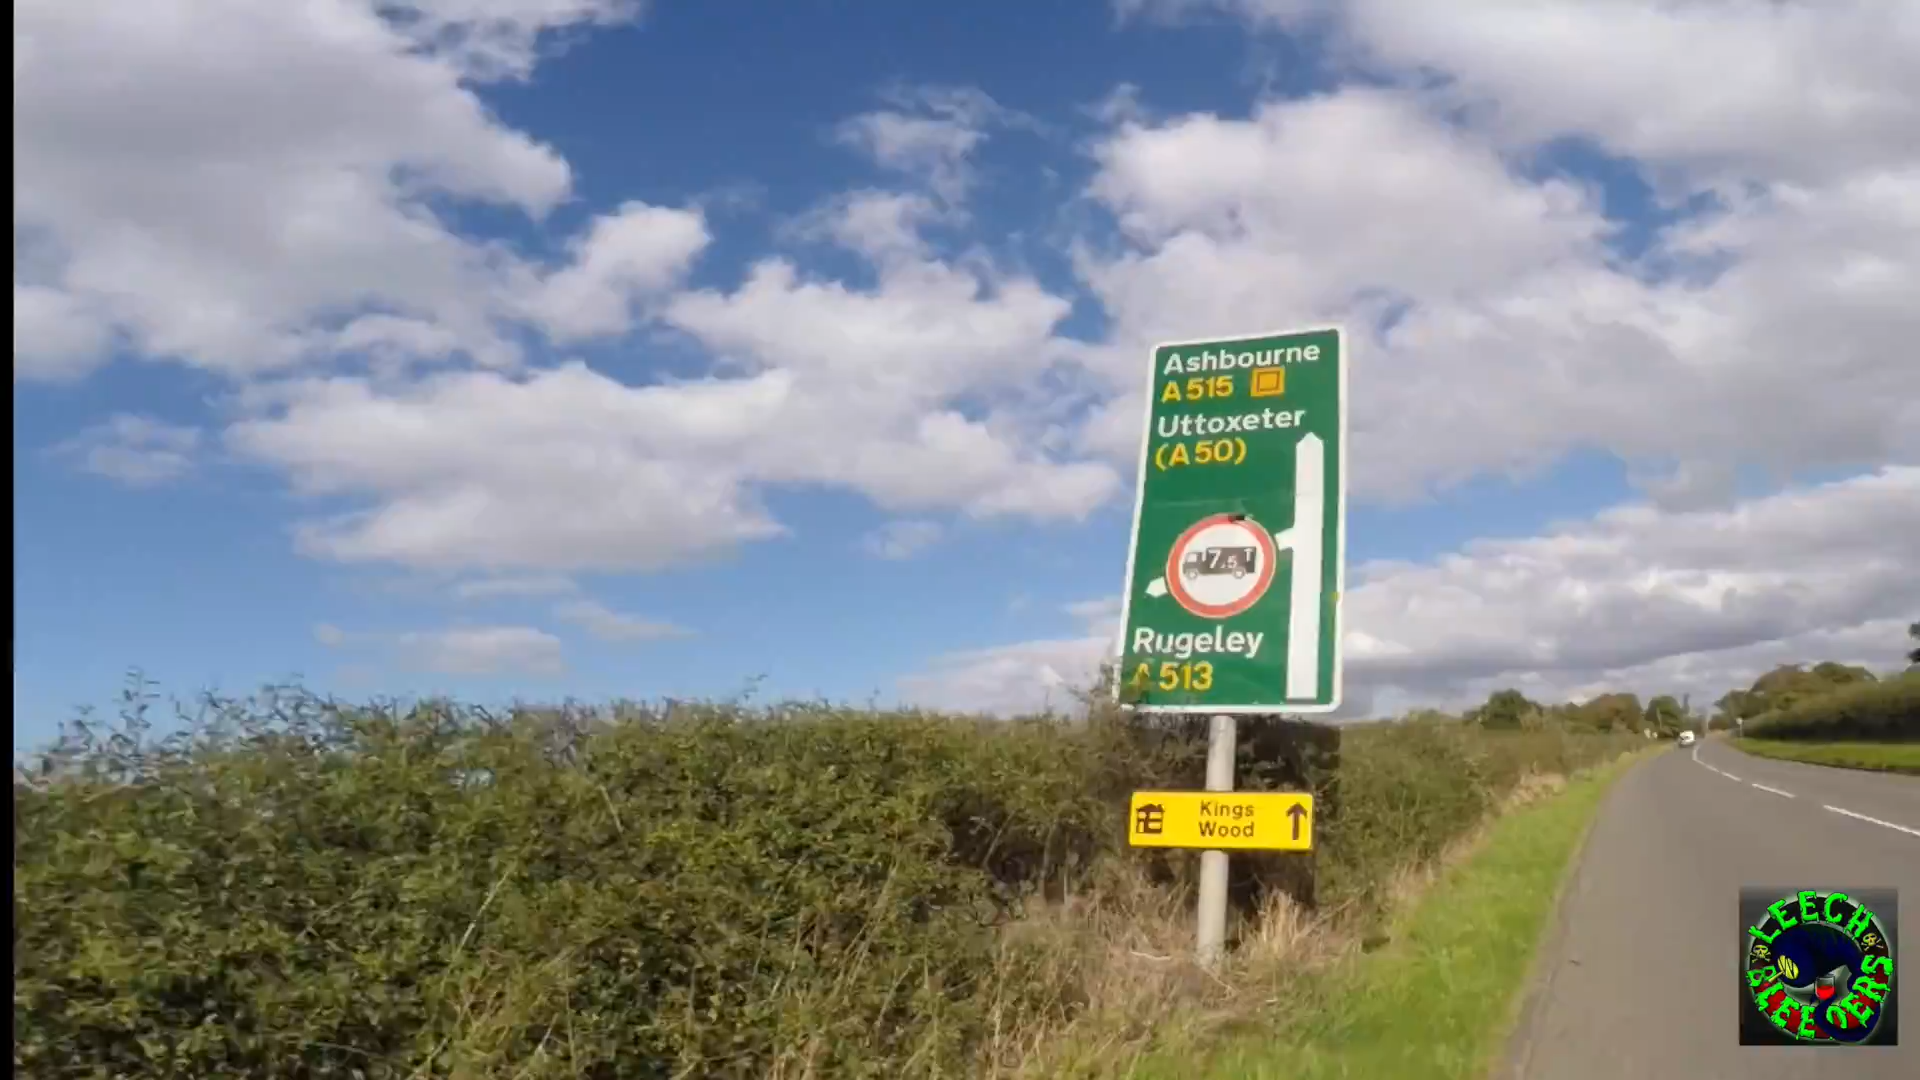 Ashbourne
A515
Uttoxeter
(A50)
7.5T
Rugeley
A513
Kings
Wood
LEECH
BLEEDERS